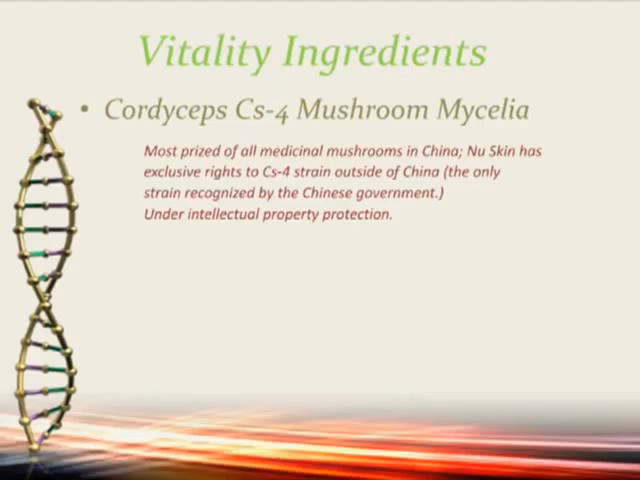 Vitality Ingredients
• Cordyceps Cs-4 Mushroom Mycelia
Most prized of all medicinal mushrooms in China; Nu Skin has
exclusive rights to Cs-4 strain outside of China (the only
strain recognized by the Chinese government.)
Under intellectual property protection.